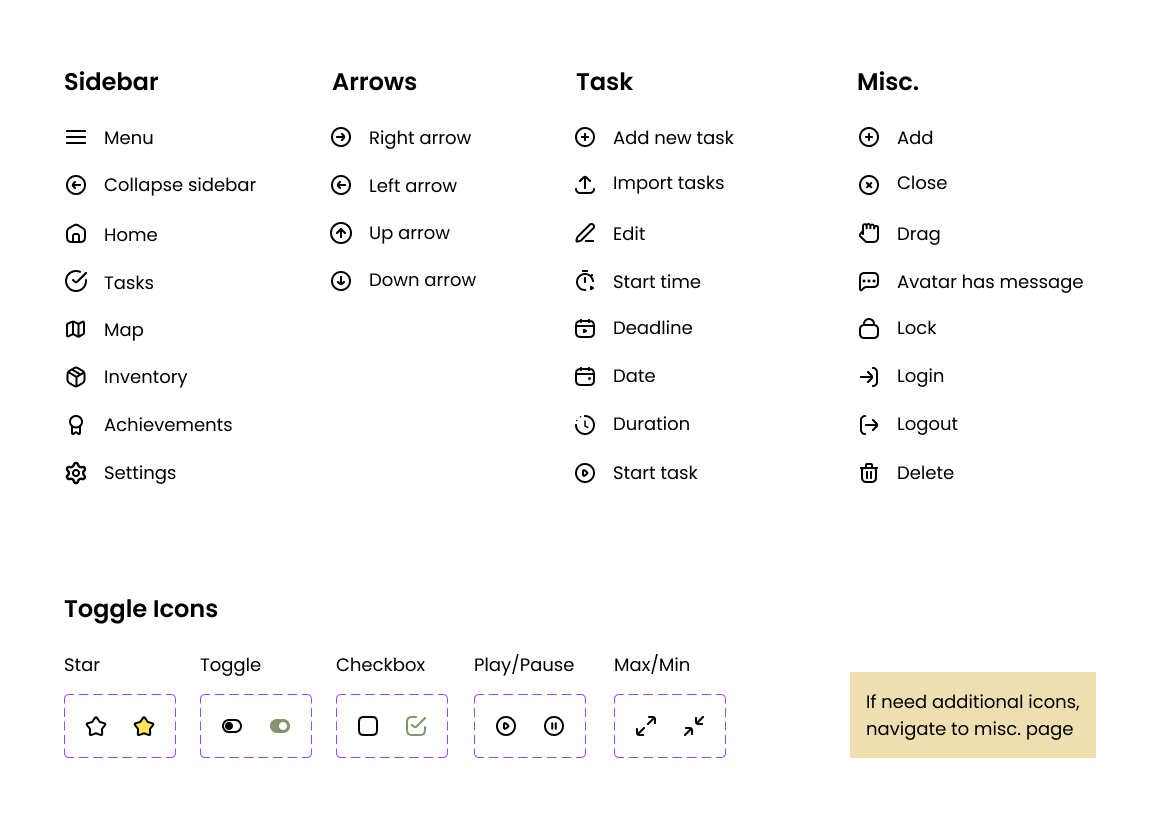 Sidebar
Menu
Collapse sidebar
Home
Tasks
Map
Inventory
Achievements
Settings
Arrows
Right arrow
Left arrow
Up arrow
Down arrow
Task
Add new task
Import tasks
Edit
Start time
Deadline
Date
Duration
Start task
Misc.
Add
Close
Drag
Avatar has message
Lock
Login
Logout
Delete
Toggle Icons
Star
Toggle
Checkbox
Play/Pause
Max/Min
If need additional icons,
navigate to misc. page